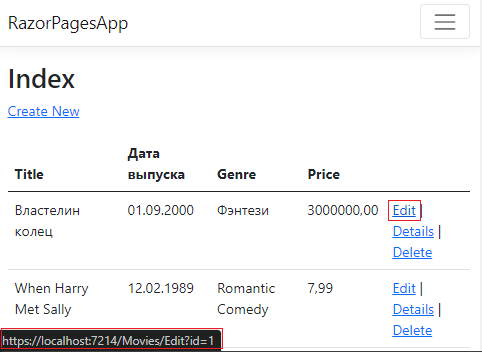 RazorPagesApp
Index
Create New
Дата
Title выпуска Genre Price
Властелин 01.09.2000 Фэнтези 3000000,00 Edit |
колец Details |
Delete
When Harry 12.02.1989 Romantic 7,99 Edit |
Met Sally Comedy Details |
Delete
https://localhost:7214/Movies/Edit?id=1